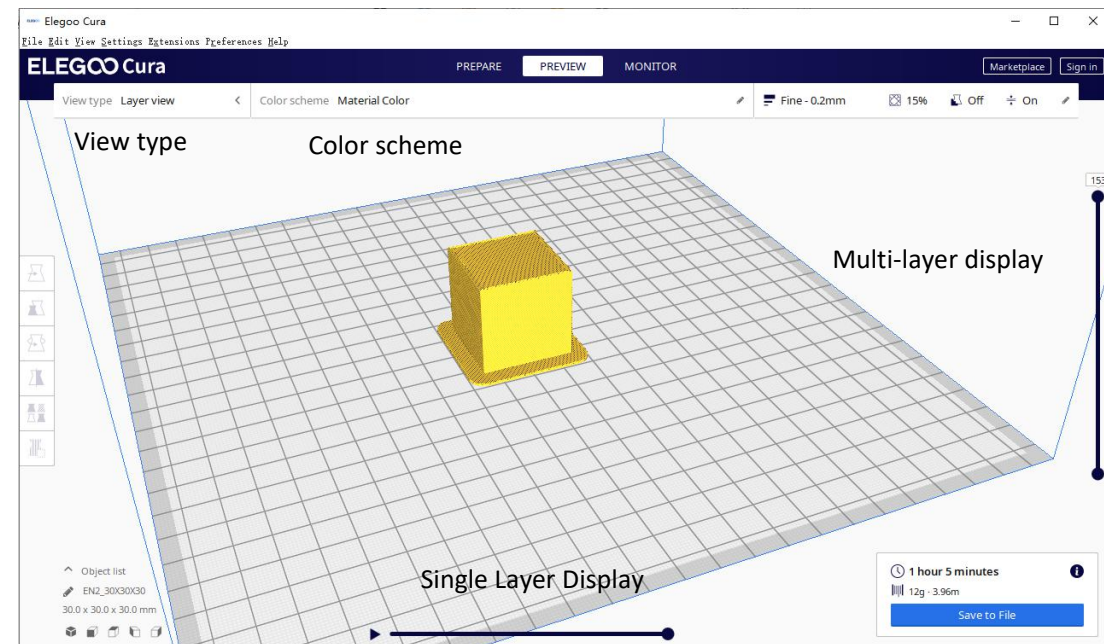 Elegoo Cura
File Edit View Settings Extensions Preferences Help
ELEGOO Cura
PREPARE
PREVIEW
MONITOR
Marketplace
Sign in
View type Layer view
Color scheme Material Color
Fine - 0.2mm
15%
Off
On
View type
Color scheme
153
Multi-layer display
Single Layer Display
Object list
EN2_30X30X30
30.0 x 30.0 x 30.0 mm
1 hour 5 minutes
12g · 3.96m
Save to File